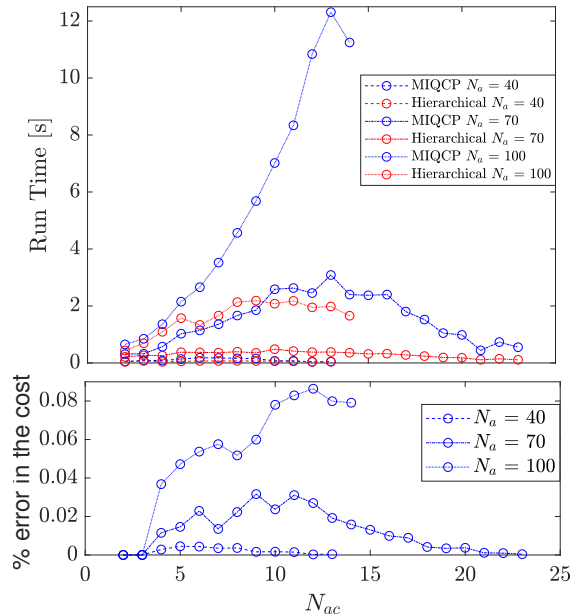 12
10
8
6
4
2
0
Run Time [s]
MIQCP N_a = 40
Hierarchical N_a = 40
MIQCP N_a = 70
Hierarchical N_a = 70
MIQCP N_a = 100
Hierarchical N_a = 100
0.08
0.06
0.04
0.02
0
% error in the cost
N_a = 40
N_a = 70
N_a = 100
0 5 10 15 20 25
N_ac